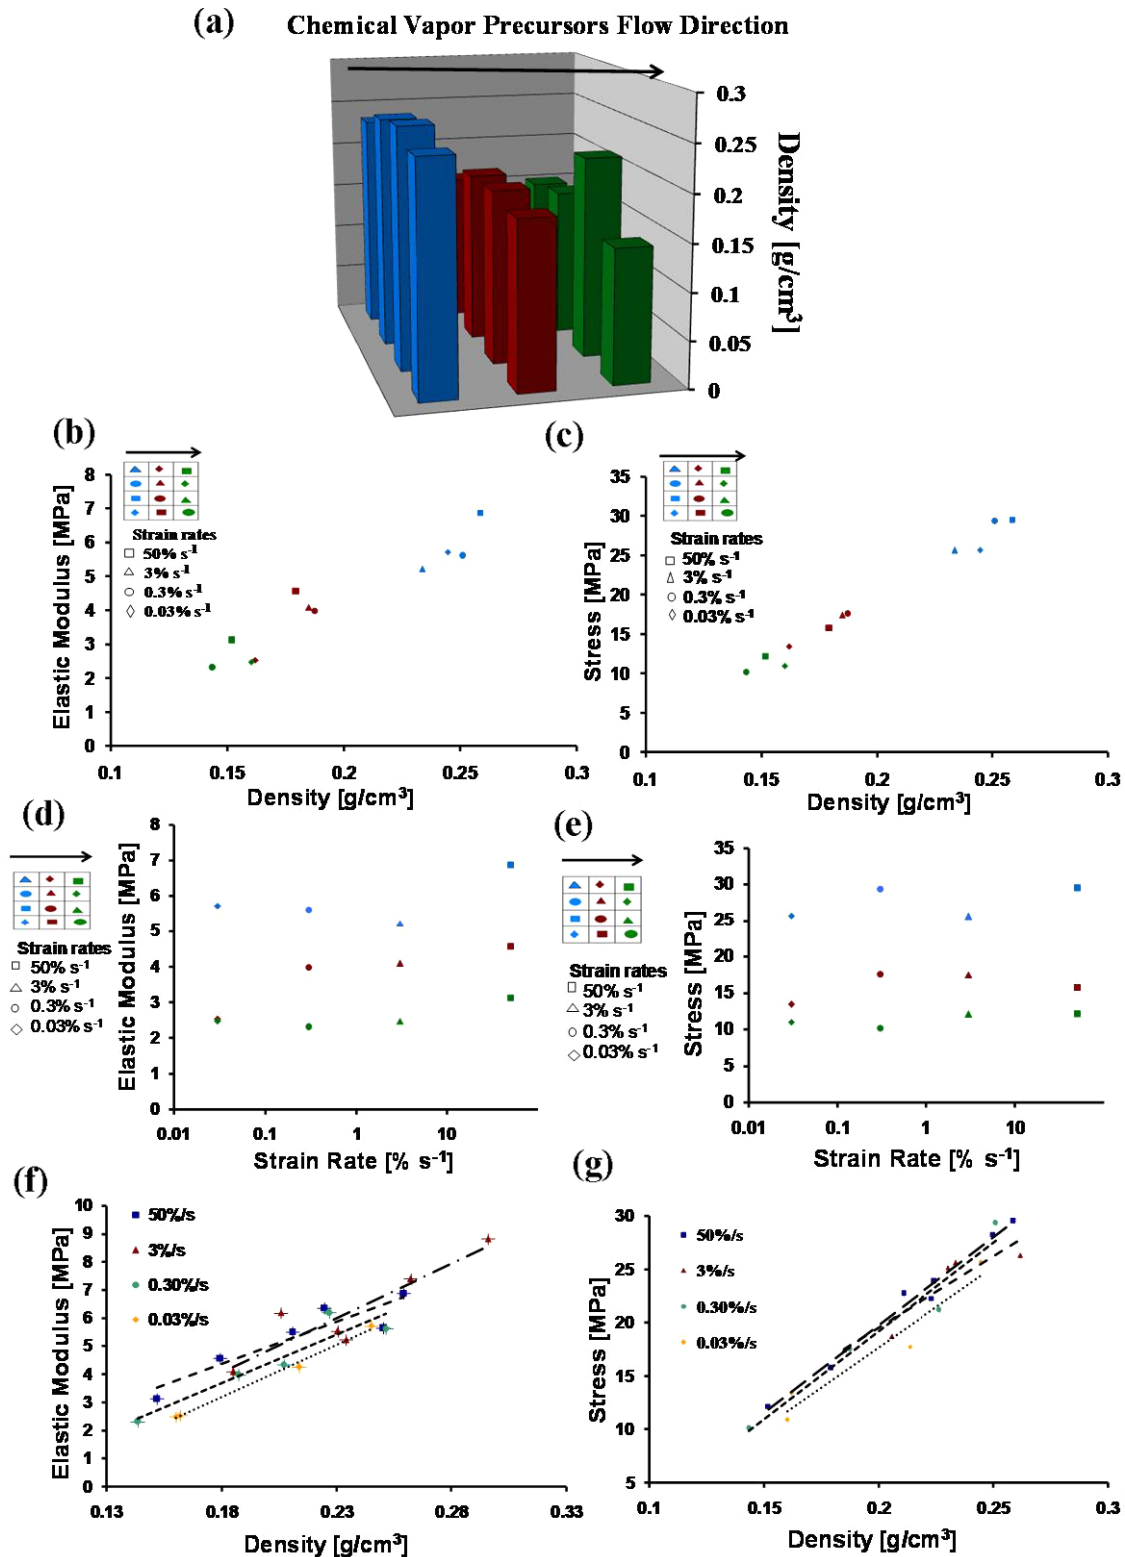 (a) Chemical Vapor Precursors Flow Direction
0.3
0.25
0.2
0.15
0.1
0.05
0
Density [g/cm³]
(b)
8
7
6
5
4
3
2
1
0
Elastic Modulus [MPa]
Strain rates
50% s⁻¹
3% s⁻¹
0.3% s⁻¹
0.03% s⁻¹
0.1 0.15 0.2 0.25 0.3
Density [g/cm³]
(c)
35
30
25
20
15
10
5
0
Stress [MPa]
Strain rates
50% s⁻¹
3% s⁻¹
0.3% s⁻¹
0.03% s⁻¹
0.1 0.15 0.2 0.25 0.3
Density [g/cm³]
(d)
8
7
6
5
4
3
2
1
0
Elastic Modulus [MPa]
Strain rates
50% s⁻¹
3% s⁻¹
0.3% s⁻¹
0.03% s⁻¹
0.01 0.1 1 10
Strain Rate [% s⁻¹]
(e)
35
30
25
20
15
10
5
0
Stress [MPa]
Strain rates
50% s⁻¹
3% s⁻¹
0.3% s⁻¹
0.03% s⁻¹
0.01 0.1 1 10
Strain Rate [% s⁻¹]
(f)
10
9
8
7
6
5
4
3
2
1
0
Elastic Modulus [MPa]
50%/s
3%/s
0.30%/s
0.03%/s
0.13 0.18 0.23 0.28 0.33
Density [g/cm³]
(g)
30
25
20
15
10
5
Stress [MPa]
50%/s
3%/s
0.30%/s
0.03%/s
0.1 0.15 0.2 0.25 0.3
Density [g/cm³]